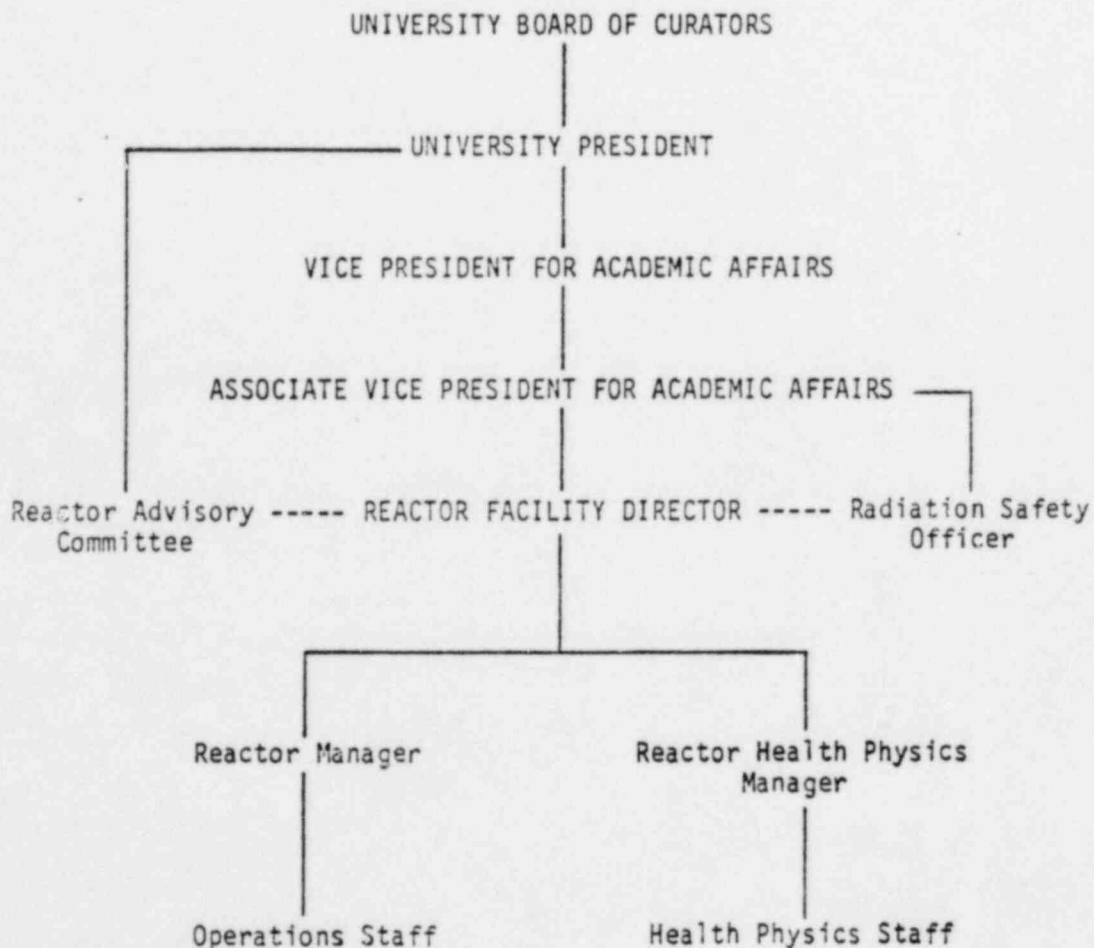 UNIVERSITY BOARD OF CURATORS
UNIVERSITY PRESIDENT
VICE PRESIDENT FOR ACADEMIC AFFAIRS
ASSOCIATE VICE PRESIDENT FOR ACADEMIC AFFAIRS
Reactor Advisory ----- REACTOR FACILITY DIRECTOR ----- Radiation Safety
Committee Officer
Reactor Manager Reactor Health Physics
Manager
Operations Staff Health Physics Staff